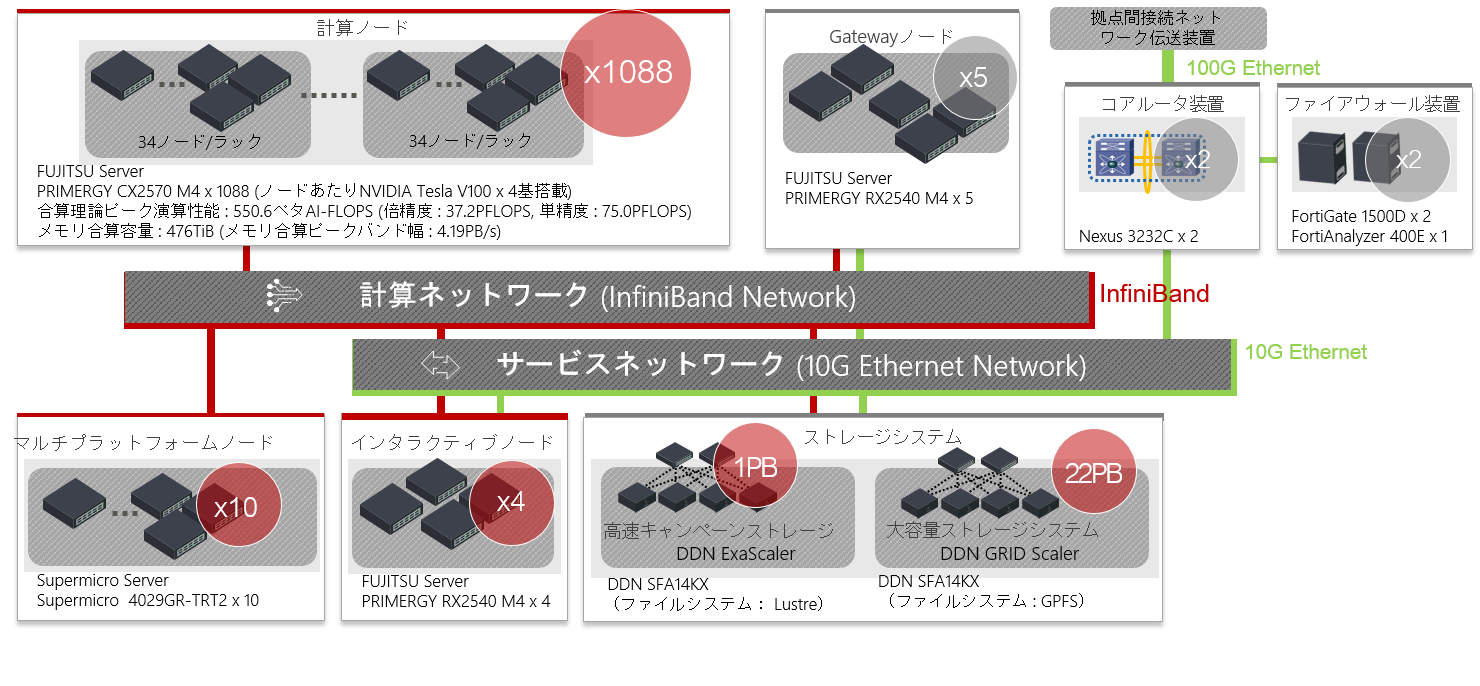 計算ノード
34ノード/ラック
34ノード/ラック
x1088
FUJITSU Server
PRIMERGY CX2570 M4 x 1088 (ノードあたりNVIDIA Tesla V100 x 4基搭載)
合算理論ピーク演算性能 : 550.6ペタAI-FLOPS (倍精度 : 37.2PFLOPS, 単精度 : 75.0PFLOPS)
メモリ合算容量 : 476TiB (メモリ合算ピークバンド幅 : 4.19PB/s)
Gatewayノード
x5
FUJITSU Server
PRIMERGY RX2540 M4 x 5
拠点間接続ネット
ワーク伝送装置
100G Ethernet
コアルータ装置
x2
Nexus 3232C x 2
ファイアウォール装置
x2
FortiGate 1500D x 2
FortiAnalyzer 400E x 1
計算ネットワーク (InfiniBand Network)
InfiniBand
サービスネットワーク (10G Ethernet Network)
10G Ethernet
マルチプラットフォームノード
x10
Supermicro Server
Supermicro 4029GR-TRT2 x 10
インタラクティブノード
x4
FUJITSU Server
PRIMERGY RX2540 M4 x 4
ストレージシステム
1PB
高速キャンペーンストレージ
DDN ExaScaler
DDN SFA14KX
(ファイルシステム： Lustre)
22PB
大容量ストレージシステム
DDN GRID Scaler
DDN SFA14KX
(ファイルシステム : GPFS)